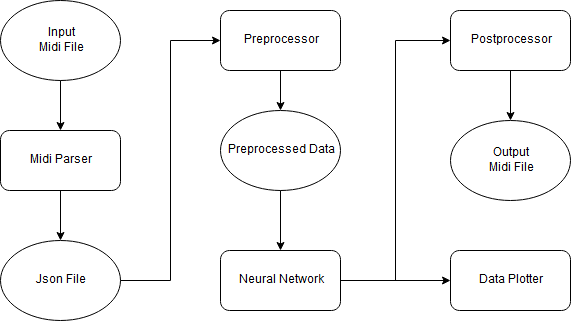 Input
Midi File
Midi Parser
Json File
Preprocessor
Preprocessed Data
Neural Network
Postprocessor
Output
Midi File
Data Plotter